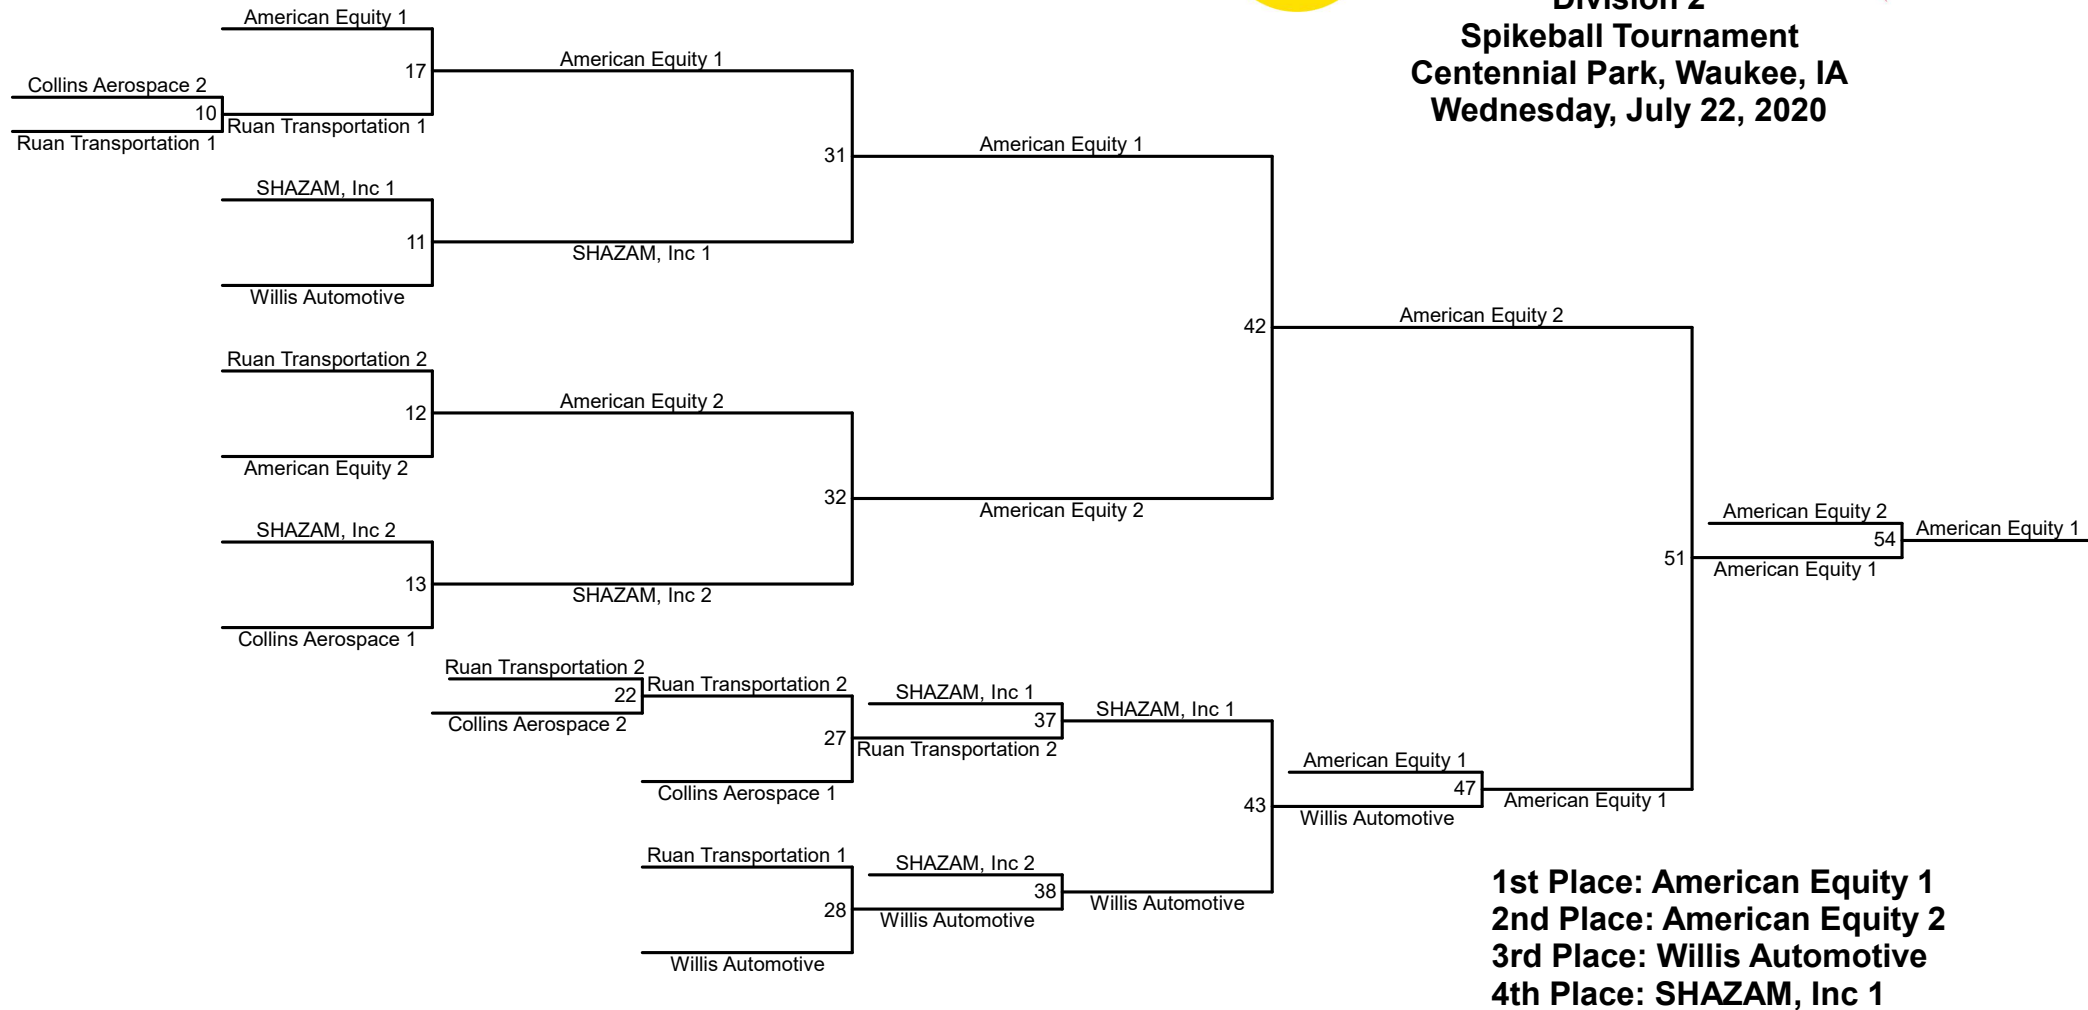 Division 2
Spikeball Tournament
Centennial Park, Waukee, IA
Wednesday, July 22, 2020
American Equity 1
17
American Equity 1
Collins Aerospace 2
10
Ruan Transportation 1
Ruan Transportation 1
31
American Equity 1
SHAZAM, Inc 1
11
SHAZAM, Inc 1
Willis Automotive
42
American Equity 2
Ruan Transportation 2
12
American Equity 2
American Equity 2
32
American Equity 2
SHAZAM, Inc 2
13
SHAZAM, Inc 2
Collins Aerospace 1
51
American Equity 2
54
American Equity 1
American Equity 1
Ruan Transportation 2
22
Ruan Transportation 2
Collins Aerospace 2
27
Collins Aerospace 1
SHAZAM, Inc 1
37
SHAZAM, Inc 1
Ruan Transportation 2
43
American Equity 1
47
American Equity 1
Willis Automotive
Ruan Transportation 1
28
Willis Automotive
SHAZAM, Inc 2
38
Willis Automotive
Willis Automotive
1st Place: American Equity 1
2nd Place: American Equity 2
3rd Place: Willis Automotive
4th Place: SHAZAM, Inc 1